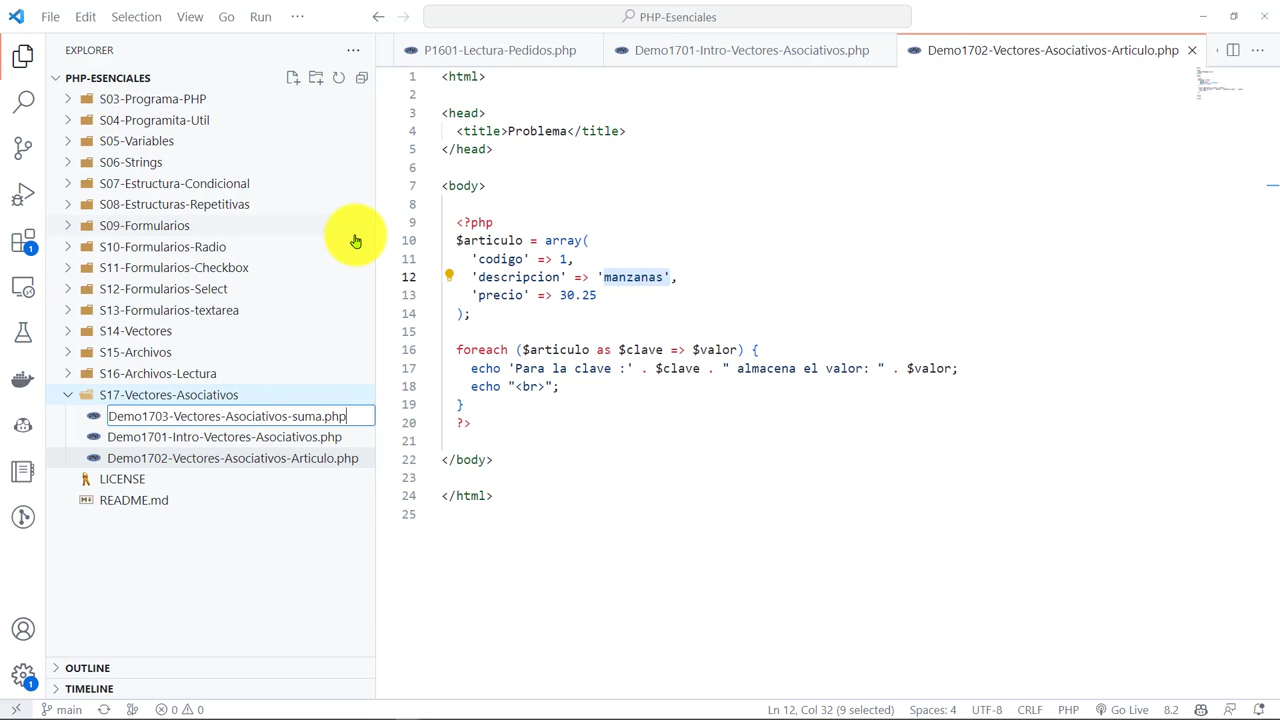 File Edit Selection View Go Run ··· PHP-Esenciales
EXPLORER ···
P1601-Lectura-Pedidos.php Demo1701-Intro-Vectores-Asociativos.php Demo1702-Vectores-Asociativos-Articulo.php ···
PHP-ESENCIALES
S03-Programa-PHP
S04-Programita-Util
S05-Variables
S06-Strings
S07-Estructura-Condicional
S08-Estructuras-Repetitivas
S09-Formularios
S10-Formularios-Radio
S11-Formularios-Checkbox
S12-Formularios-Select
S13-Formularios-textarea
S14-Vectores
S15-Archivos
S16-Archivos-Lectura
S17-Vectores-Asociativos
Demo1703-Vectores-Asociativos-suma.php
Demo1701-Intro-Vectores-Asociativos.php
Demo1702-Vectores-Asociativos-Articulo.php
LICENSE
README.md
OUTLINE
TIMELINE
1 <html>
2
3 <head>
4 <title>Problema</title>
5 </head>
6
7 <body>
8
9 <?php
10 $articulo = array(
11 'codigo' => 1,
12 'descripcion' => 'manzanas',
13 'precio' => 30.25
14 );
15
16 foreach ($articulo as $clave => $valor) {
17 echo 'Para la clave :' . $clave . " almacena el valor: " . $valor;
18 echo "<br>";
19 }
20 ?>
21
22 </body>
23
24 </html>
25
1
1
main 0 0 Ln 12, Col 32 (9 selected) Spaces: 4 UTF-8 CRLF PHP Go Live 8.2